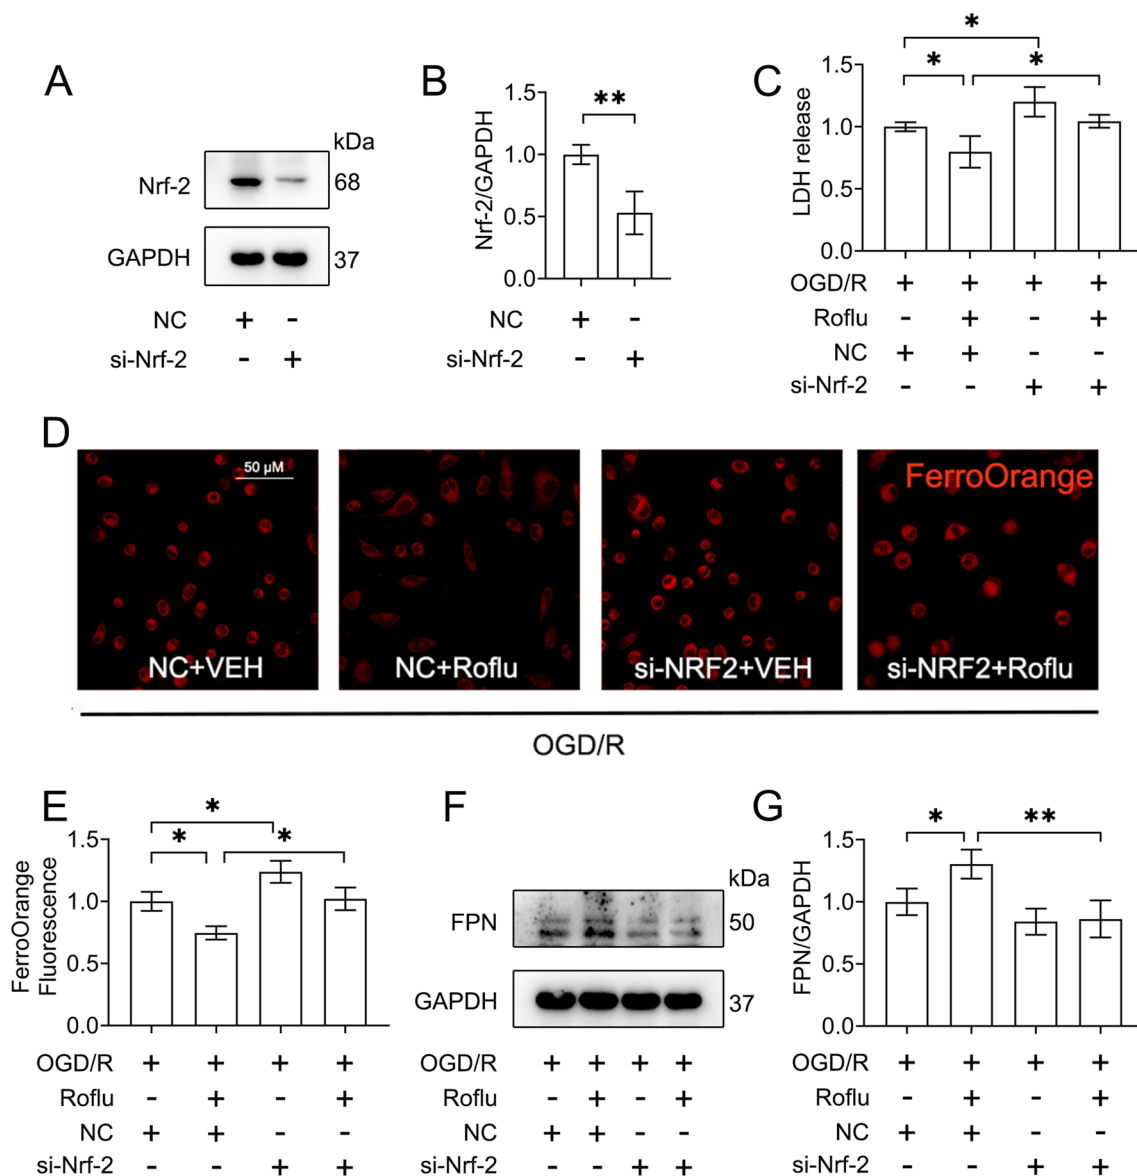 A
kDa
Nrf-2
68
GAPDH
37
NC + -
si-Nrf-2 - +
B
Nrf-2/GAPDH
1.5
1.0
0.5
0.0
**
NC + -
si-Nrf-2 - +
C
LDH release
1.5
1.0
0.5
0.0
*
* *
OGD/R + + + +
Roflu - + - +
NC + + - -
si-Nrf-2 - - + +
D
50 μM
FerroOrange
NC+VEH
NC+Roflu
si-NRF2+VEH
si-NRF2+Roflu
OGD/R
E
FerroOrange
Fluorescence
1.5
1.0
0.5
0.0
*
* *
OGD/R + + + +
Roflu - + - +
NC + + - -
si-Nrf-2 - - + +
F
kDa
FPN
50
GAPDH
37
OGD/R + + + +
Roflu - + - +
NC + + - -
si-Nrf-2 - - + +
G
FPN/GAPDH
1.5
1.0
0.5
0.0
* **
OGD/R + + + +
Roflu - + - +
NC + + - -
si-Nrf-2 - - + +